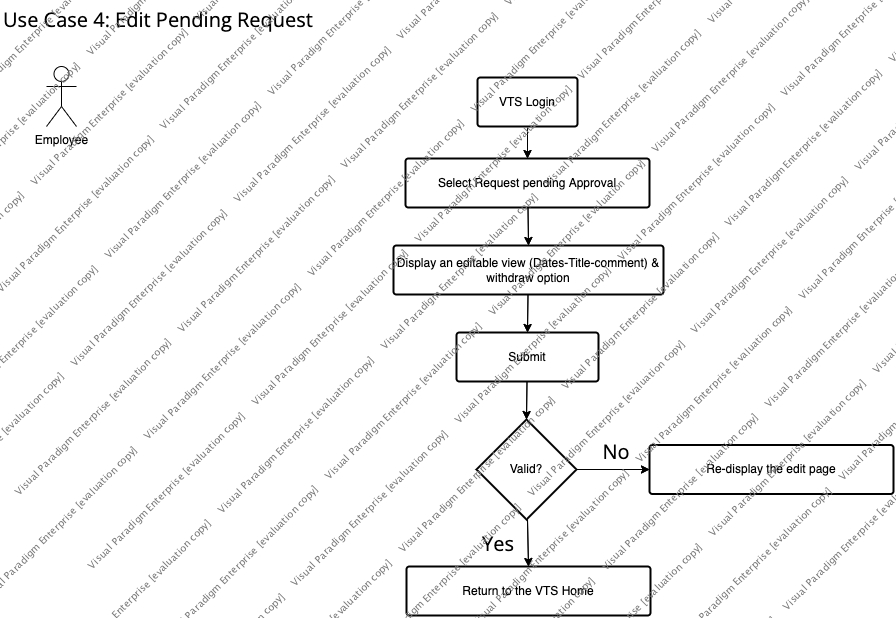 Use Case 4: Edit Pending Request
Employee
VTS Login
Select Request pending Approval
Display an editable view (Dates-Title-comment) &
withdraw option
Submit
Valid?
No
Re-display the edit page
Yes
Return to the VTS Home
Visual Paradigm Enterprise [evaluation copy]